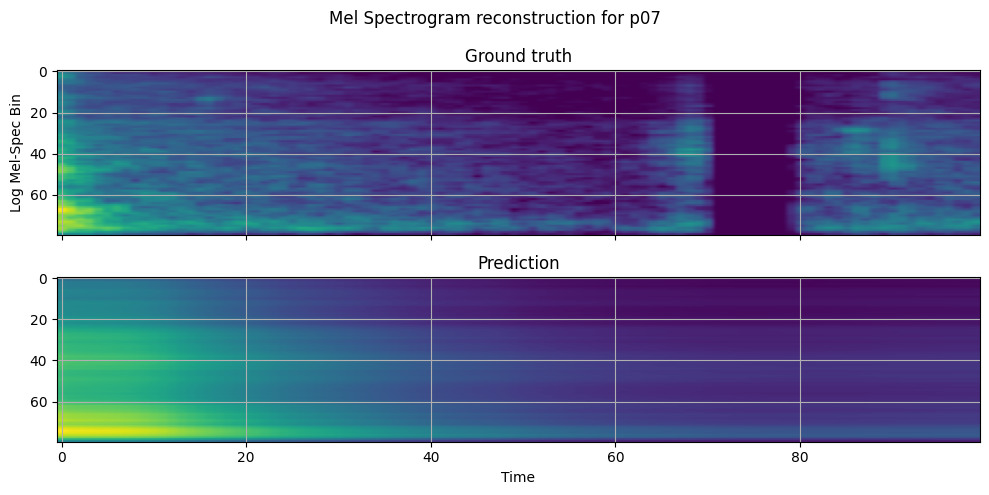 Mel Spectrogram reconstruction for p07
Ground truth
0
20
40
60
Log Mel-Spec Bin
Prediction
0
20
40
60
0 20 40 60 80
Time